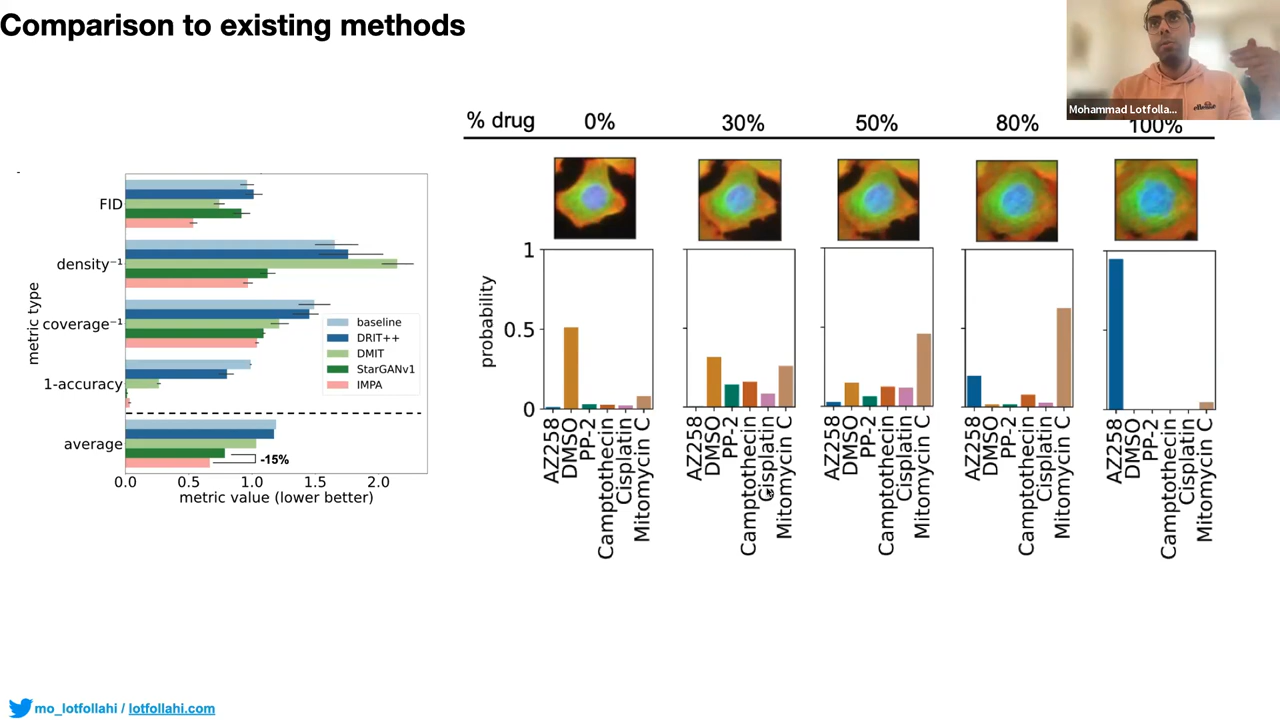 Comparison to existing methods
Mohammad Lotfolla...
% drug 0% 30% 50% 80% 100%
metric type
FID
density⁻¹
coverage⁻¹
1-accuracy
average
baseline
DRIT++
DMIT
StarGANv1
IMPA
-15%
0.0 0.5 1.0 1.5 2.0
metric value (lower better)
probability
1
0.5
0
AZ258 DMSO PP-2 Camptothecin Cisplatin Mitomycin C
AZ258 DMSO PP-2 Camptothecin Cisplatin Mitomycin C
AZ258 DMSO PP-2 Camptothecin Cisplatin Mitomycin C
AZ258 DMSO PP-2 Camptothecin Cisplatin Mitomycin C
AZ258 DMSO PP-2 Camptothecin Cisplatin Mitomycin C
mo_lotfollahi / lotfollahi.com